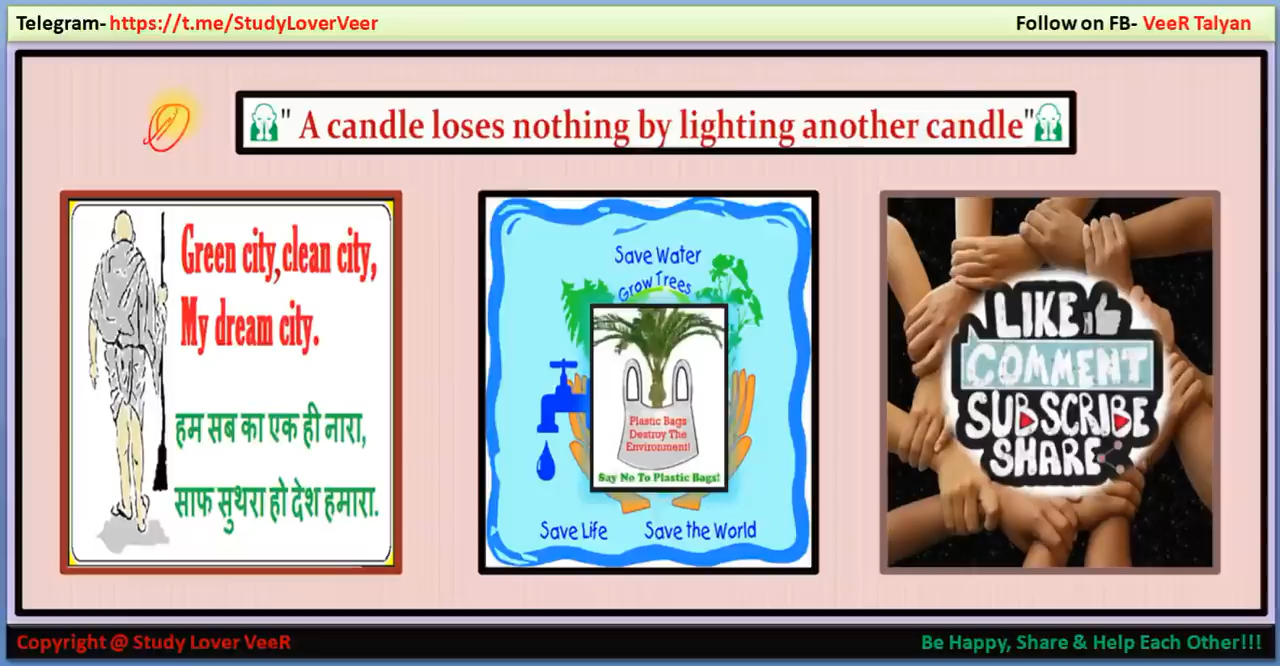 Telegram- https://t.me/StudyLoverVeer
Follow on FB- VeeR Talyan
" A candle loses nothing by lighting another candle"
Green city,clean city,
My dream city.
हम सब का एक ही नारा,
साफ सुथरा हो देश हमारा.
Save Water
Grow Trees
Plastic Bags
Destroy The
Environment!
Say No To Plastic Bags!
Save Life
Save the World
LIKE
COMMENT
SUBSCRIBE
SHARE
Copyright @ Study Lover VeeR
Be Happy, Share & Help Each Other!!!